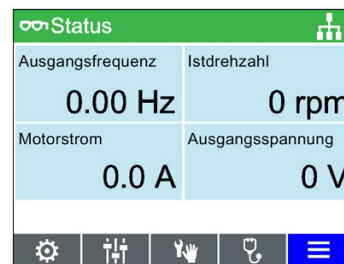 Status
Ausgangsfrequenz
Istdrehzahl
0.00 Hz
0 rpm
Motorstrom
Ausgangsspannung
0.0 A
0 V